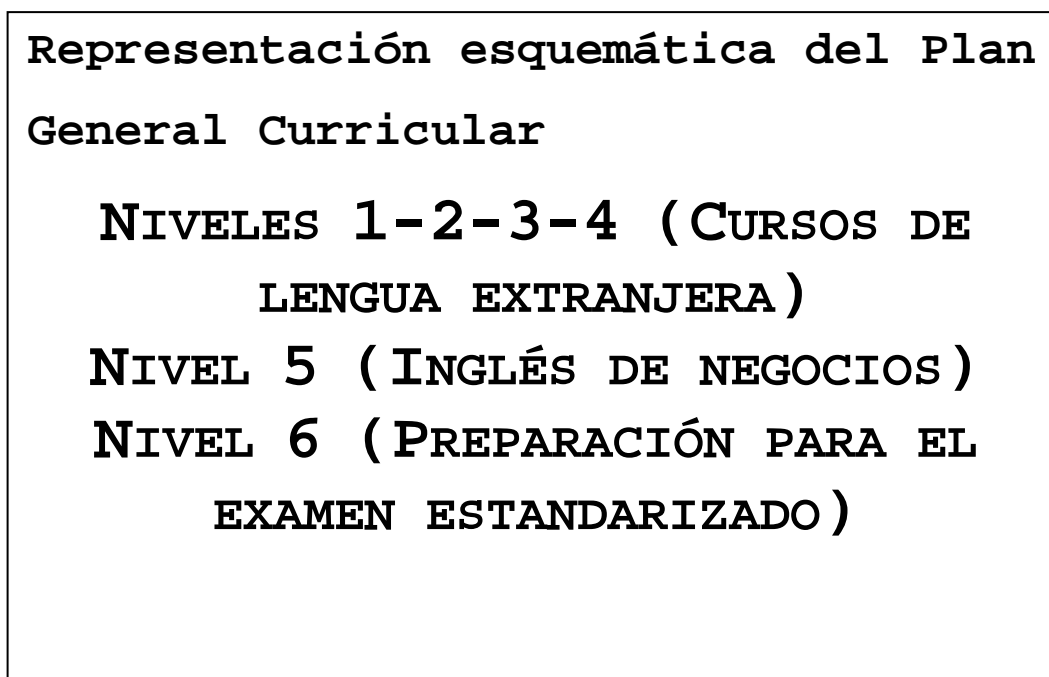 Representación esquemática del Plan
General Curricular
NIVELES 1-2-3-4 (CURSOS DE
LENGUA EXTRANJERA)
NIVEL 5 (INGLÉS DE NEGOCIOS)
NIVEL 6 (PREPARACIÓN PARA EL
EXAMEN ESTANDARIZADO)